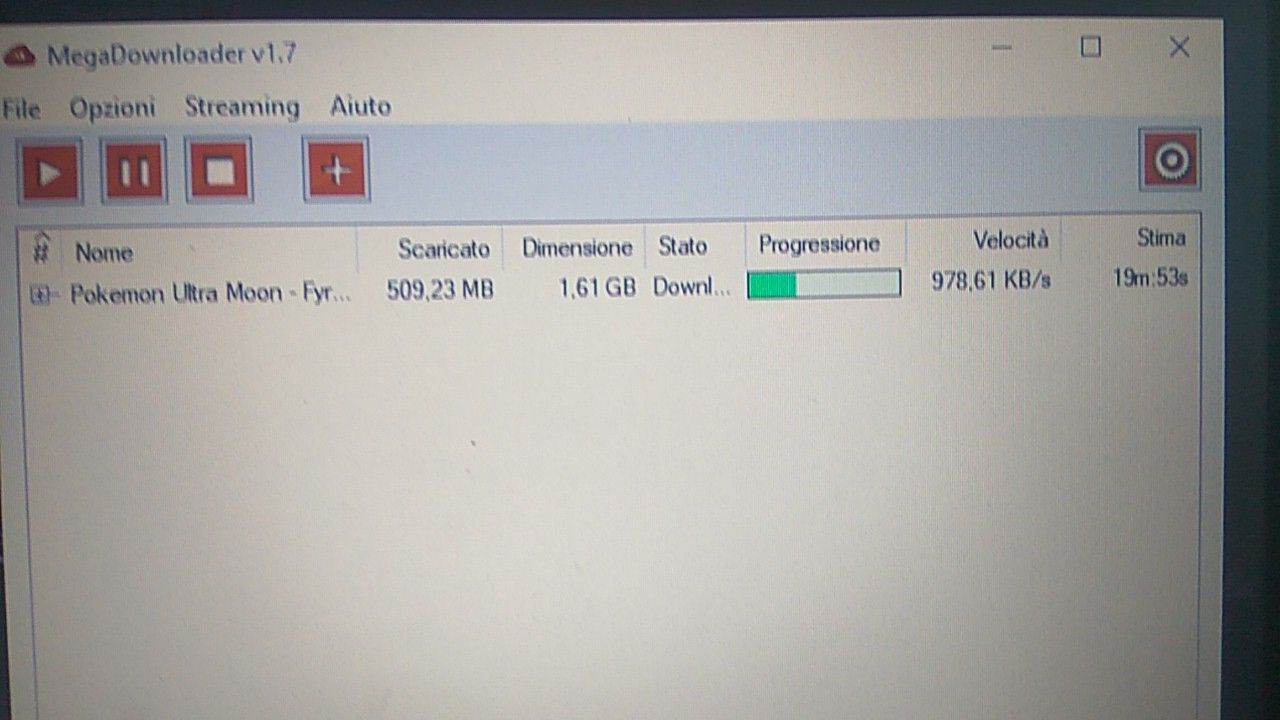 MegaDownloader v1.7
File Opzioni Streaming Aiuto
# Nome Scaricato Dimensione Stato Progressione Velocità Stima
Pokemon Ultra Moon - Fyr... 509,23 MB 1,61 GB Downl... 978,61 KB/s 19m:53s